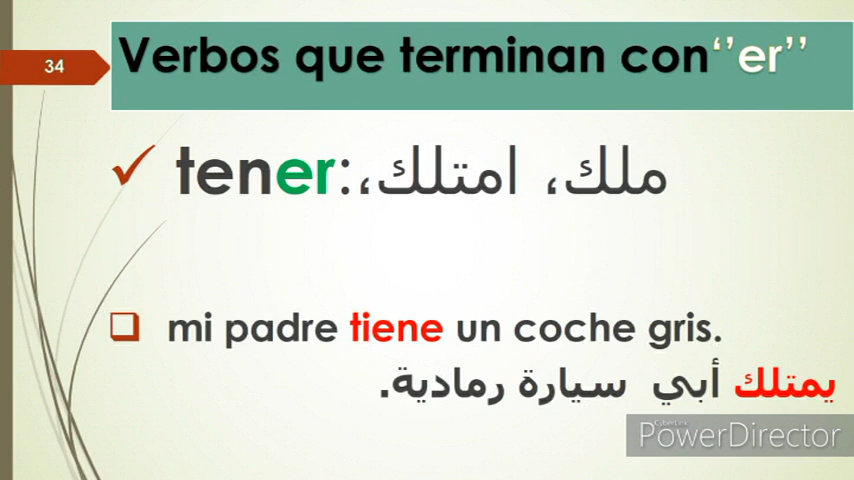 34
Verbos que terminan con‘’er’’
tener:ملك، امتلك،
mi padre tiene un coche gris.
يمتلك أبي سيارة رمادية.
CyberLink
PowerDirector